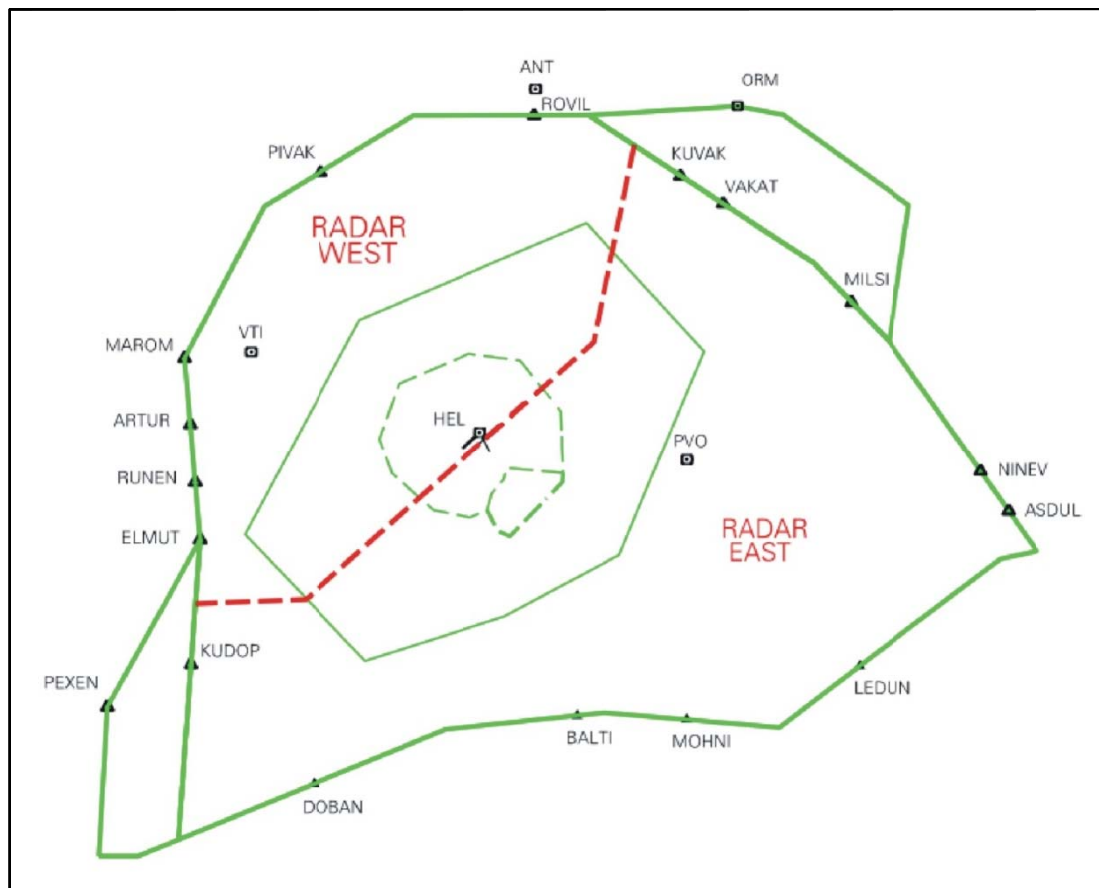 ANT
ORM
ROVIL
PIVAK
KUVAK
VAKAT
RADAR
WEST
MILSI
VTI
MAROM
ARTUR
HEL
PVO
RUNEN
NINEV
ASDUL
ELMUT
RADAR
EAST
KUDOP
PEXEN
LEDUN
BALTI
MOHNI
DOBAN